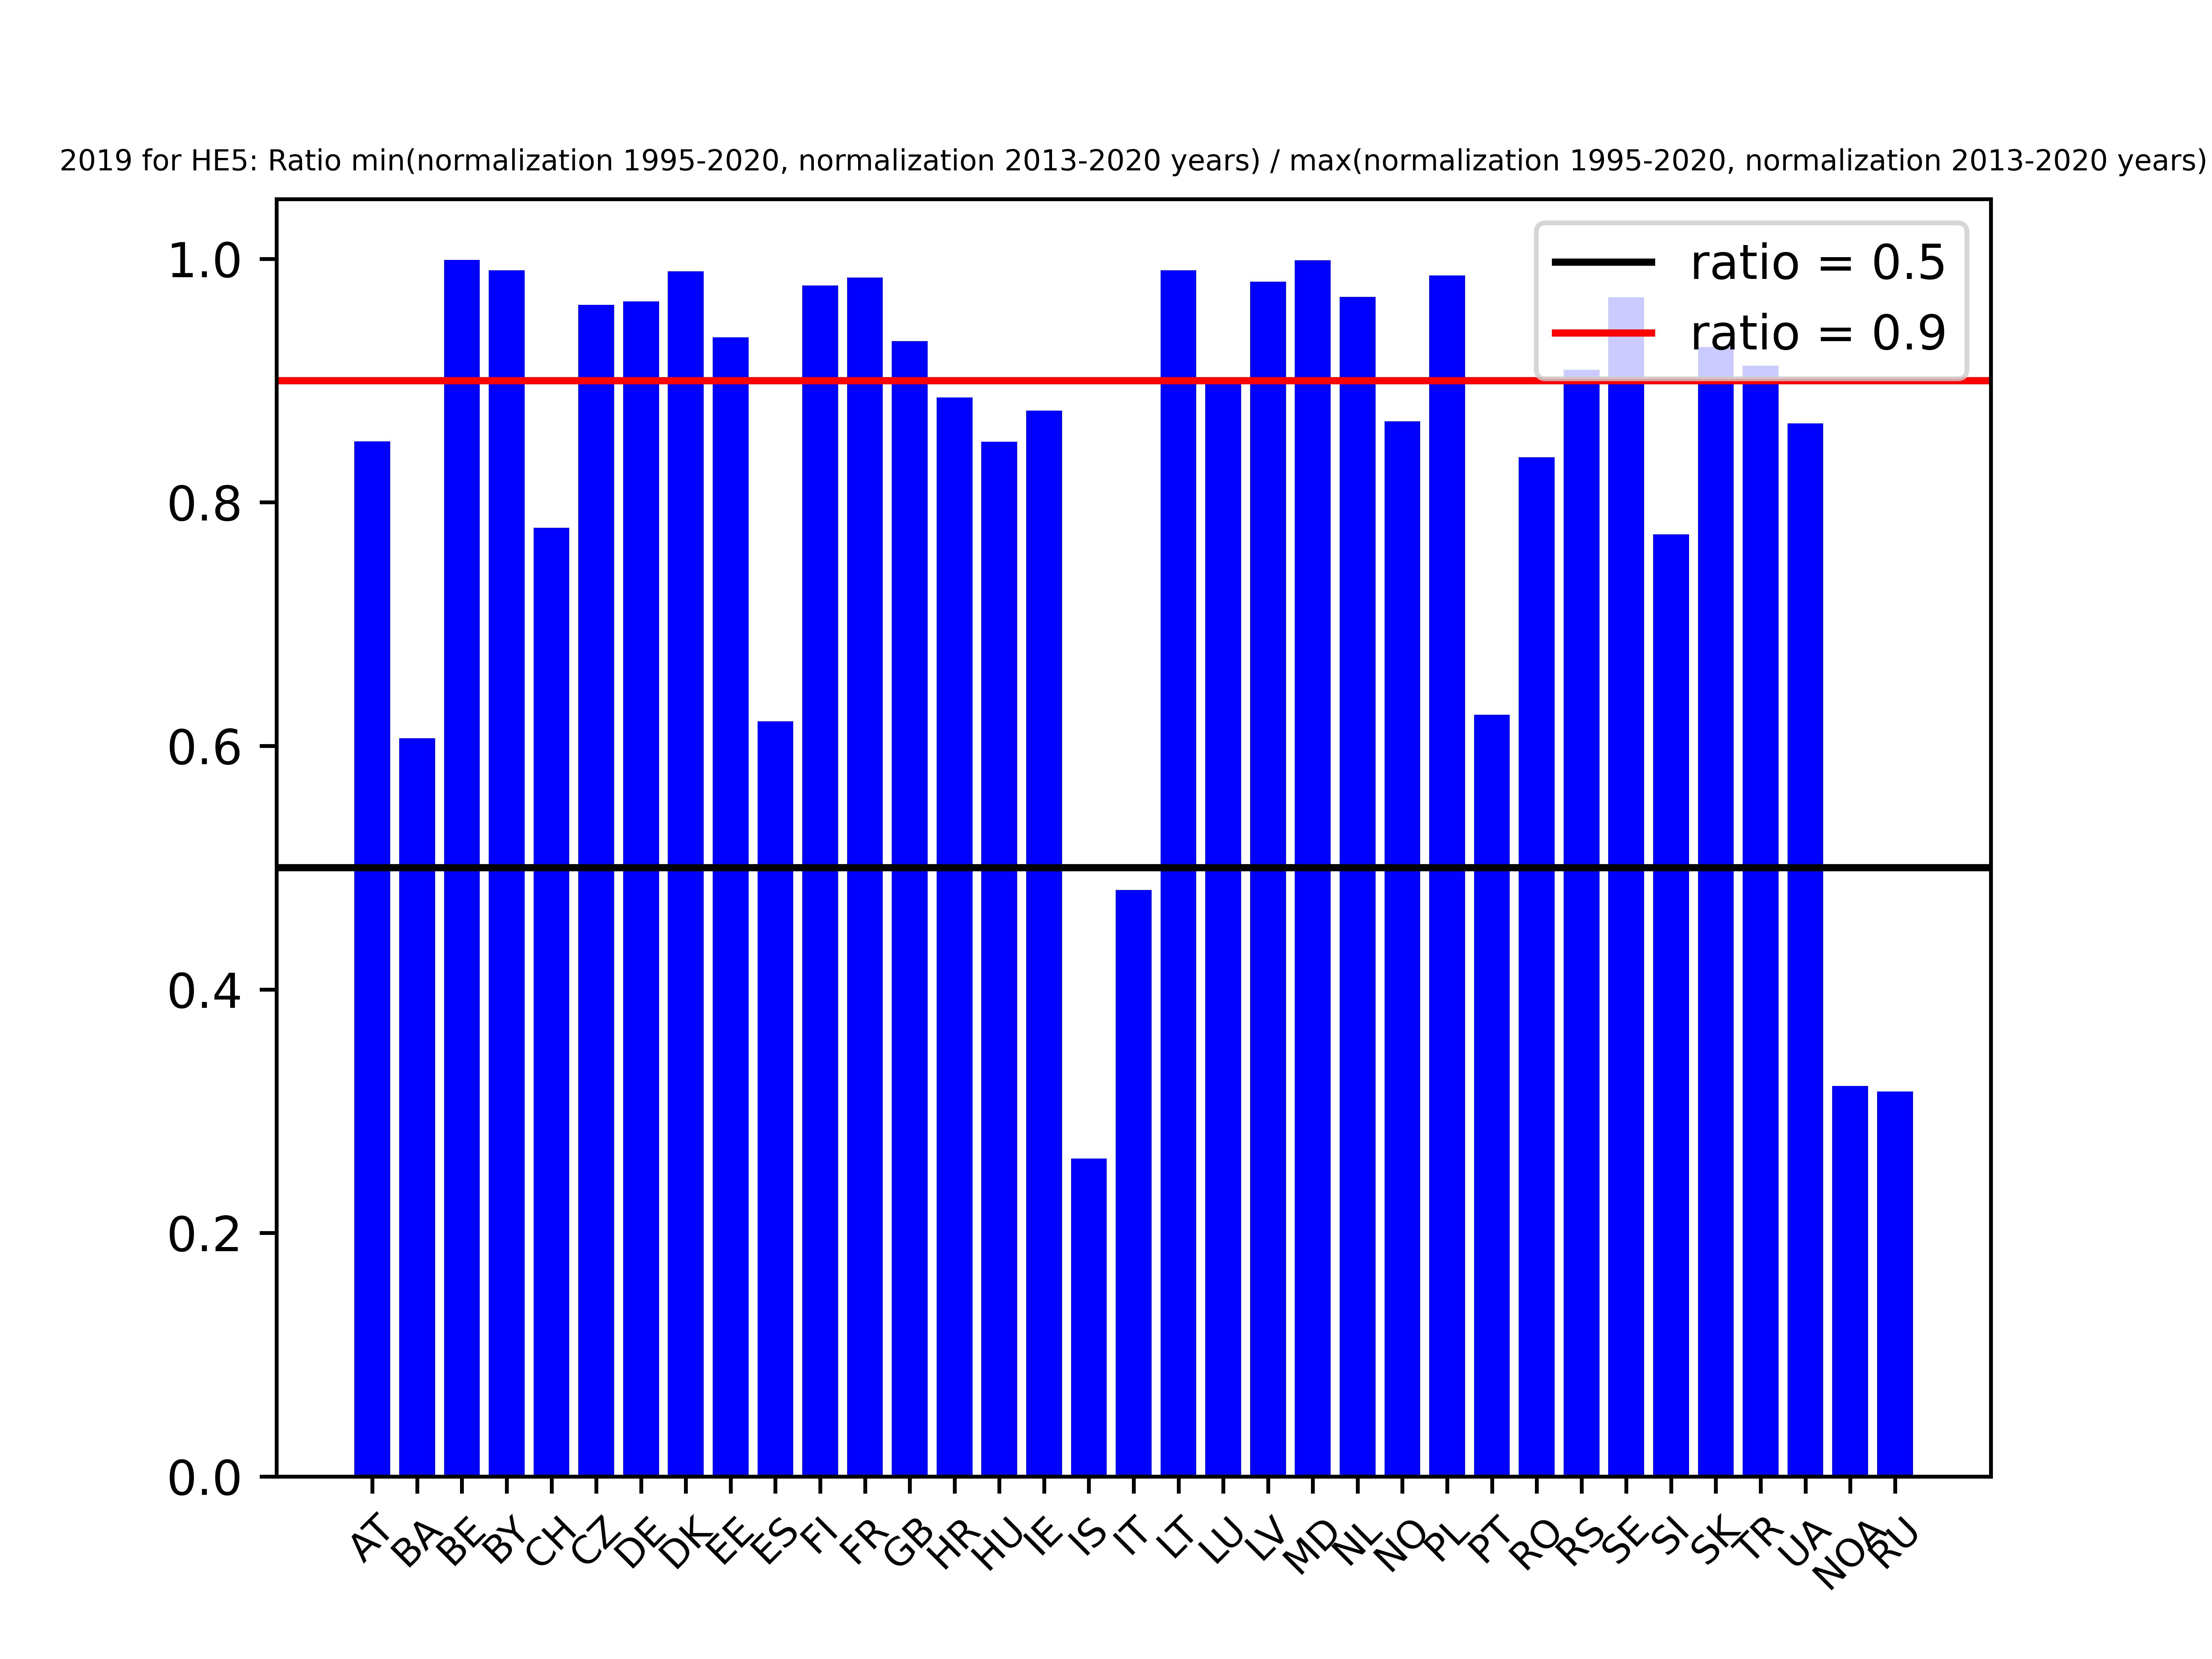 2019 for HE5: Ratio min(normalization 1995-2020, normalization 2013-2020 years) / max(normalization 1995-2020, normalization 2013-2020 years)
ratio = 0.5
ratio = 0.9
1.0
0.8
0.6
0.4
0.2
0.0
AT BA BE BY CH CZ DE DK EE ES FI FR GB HR HU IE IS IT LT LU LV MD NL NO PL PT RO RS SE SI SK TR UA NOA RU